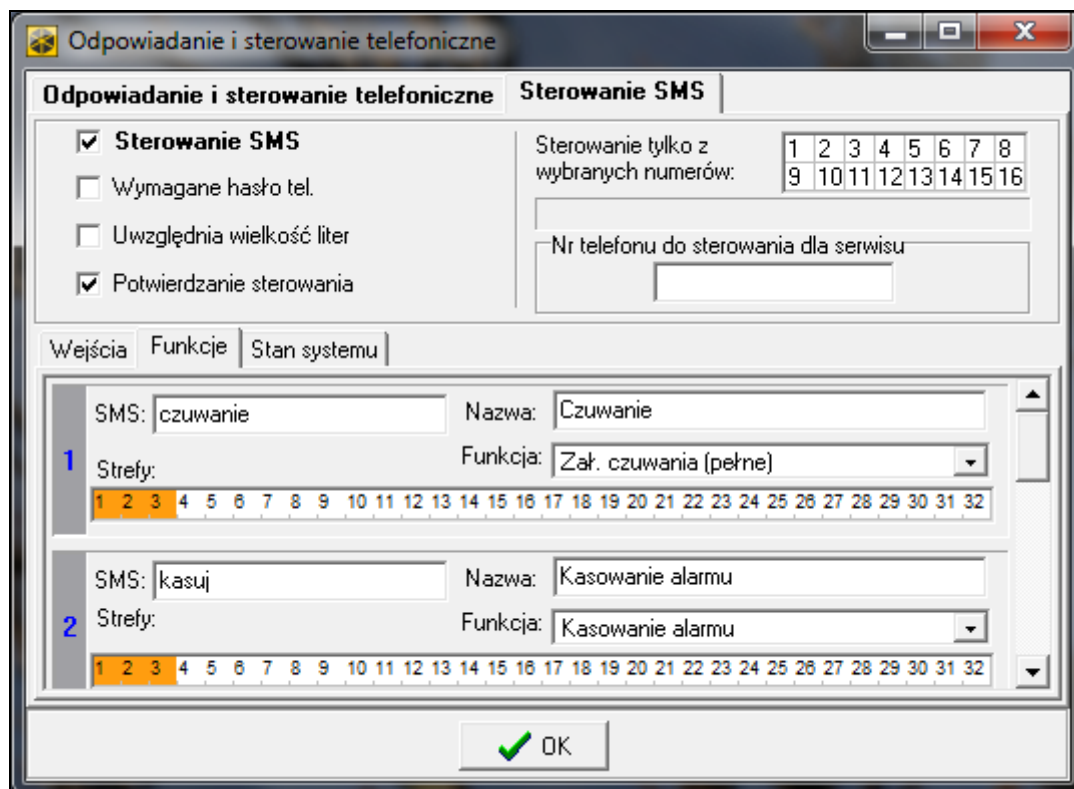 Odpowiadanie i sterowanie telefoniczne
Odpowiadanie i sterowanie telefoniczne Sterowanie SMS
Sterowanie SMS
Wymagane hasło tel.
Uwzględnia wielkość liter
Potwierdzanie sterowania
Sterowanie tylko z
wybranych numerów:
1 2 3 4 5 6 7 8
9 10 11 12 13 14 15 16
Nr telefonu do sterowania dla serwisu
Wejścia Funkcje Stan systemu
1
SMS: czuwanie Nazwa: Czuwanie
Strefy: Funkcja: Zał. czuwania (pełne)
1 2 3 4 5 6 7 8 9 10 11 12 13 14 15 16 17 18 19 20 21 22 23 24 25 26 27 28 29 30 31 32
2
SMS: kasuj Nazwa: Kasowanie alarmu
Strefy: Funkcja: Kasowanie alarmu
1 2 3 4 5 6 7 8 9 10 11 12 13 14 15 16 17 18 19 20 21 22 23 24 25 26 27 28 29 30 31 32
OK